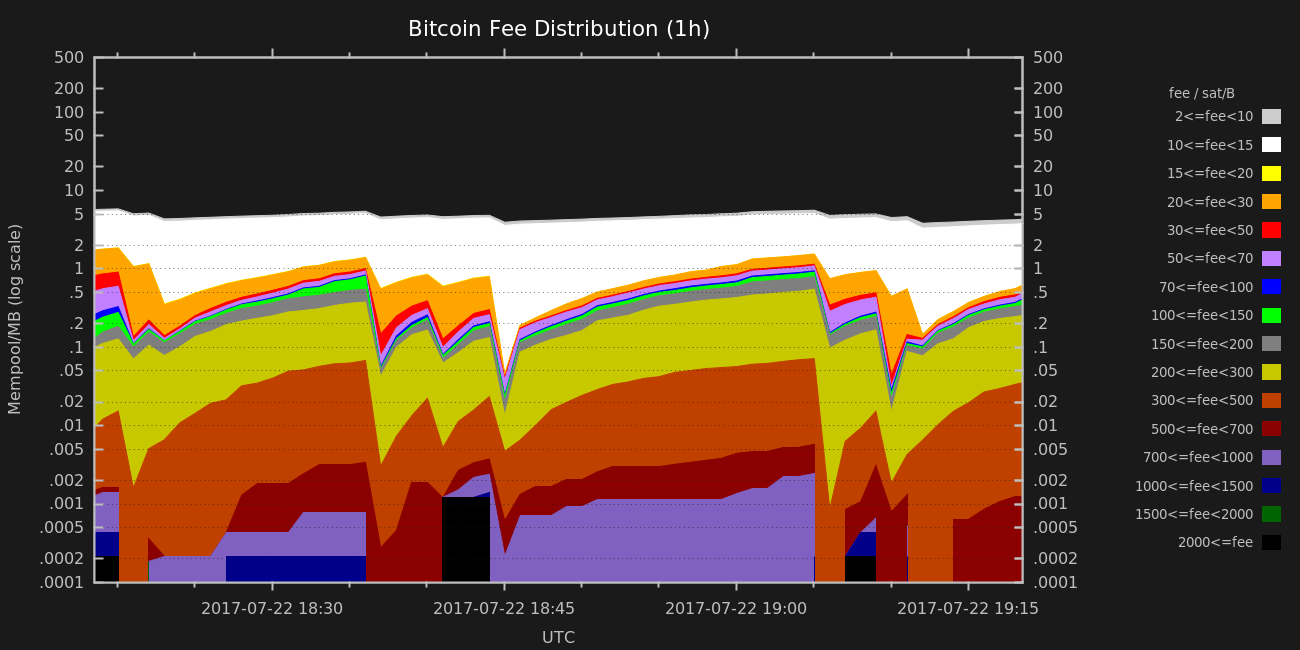 Bitcoin Fee Distribution (1h)
500
200
100
50
20
10
5
2
1
.5
.2
.1
.05
.02
.01
.005
.002
.001
.0005
.0002
.0001
Mempool/MB (log scale)
500
200
100
50
20
10
5
2
1
.5
.2
.1
.05
.02
.01
.005
.002
.001
.0005
.0002
.0001
2017-07-22 18:30 2017-07-22 18:45 2017-07-22 19:00 2017-07-22 19:15
UTC
fee / sat/B
2<=fee<10
10<=fee<15
15<=fee<20
20<=fee<30
30<=fee<50
50<=fee<70
70<=fee<100
100<=fee<150
150<=fee<200
200<=fee<300
300<=fee<500
500<=fee<700
700<=fee<1000
1000<=fee<1500
1500<=fee<2000
2000<=fee